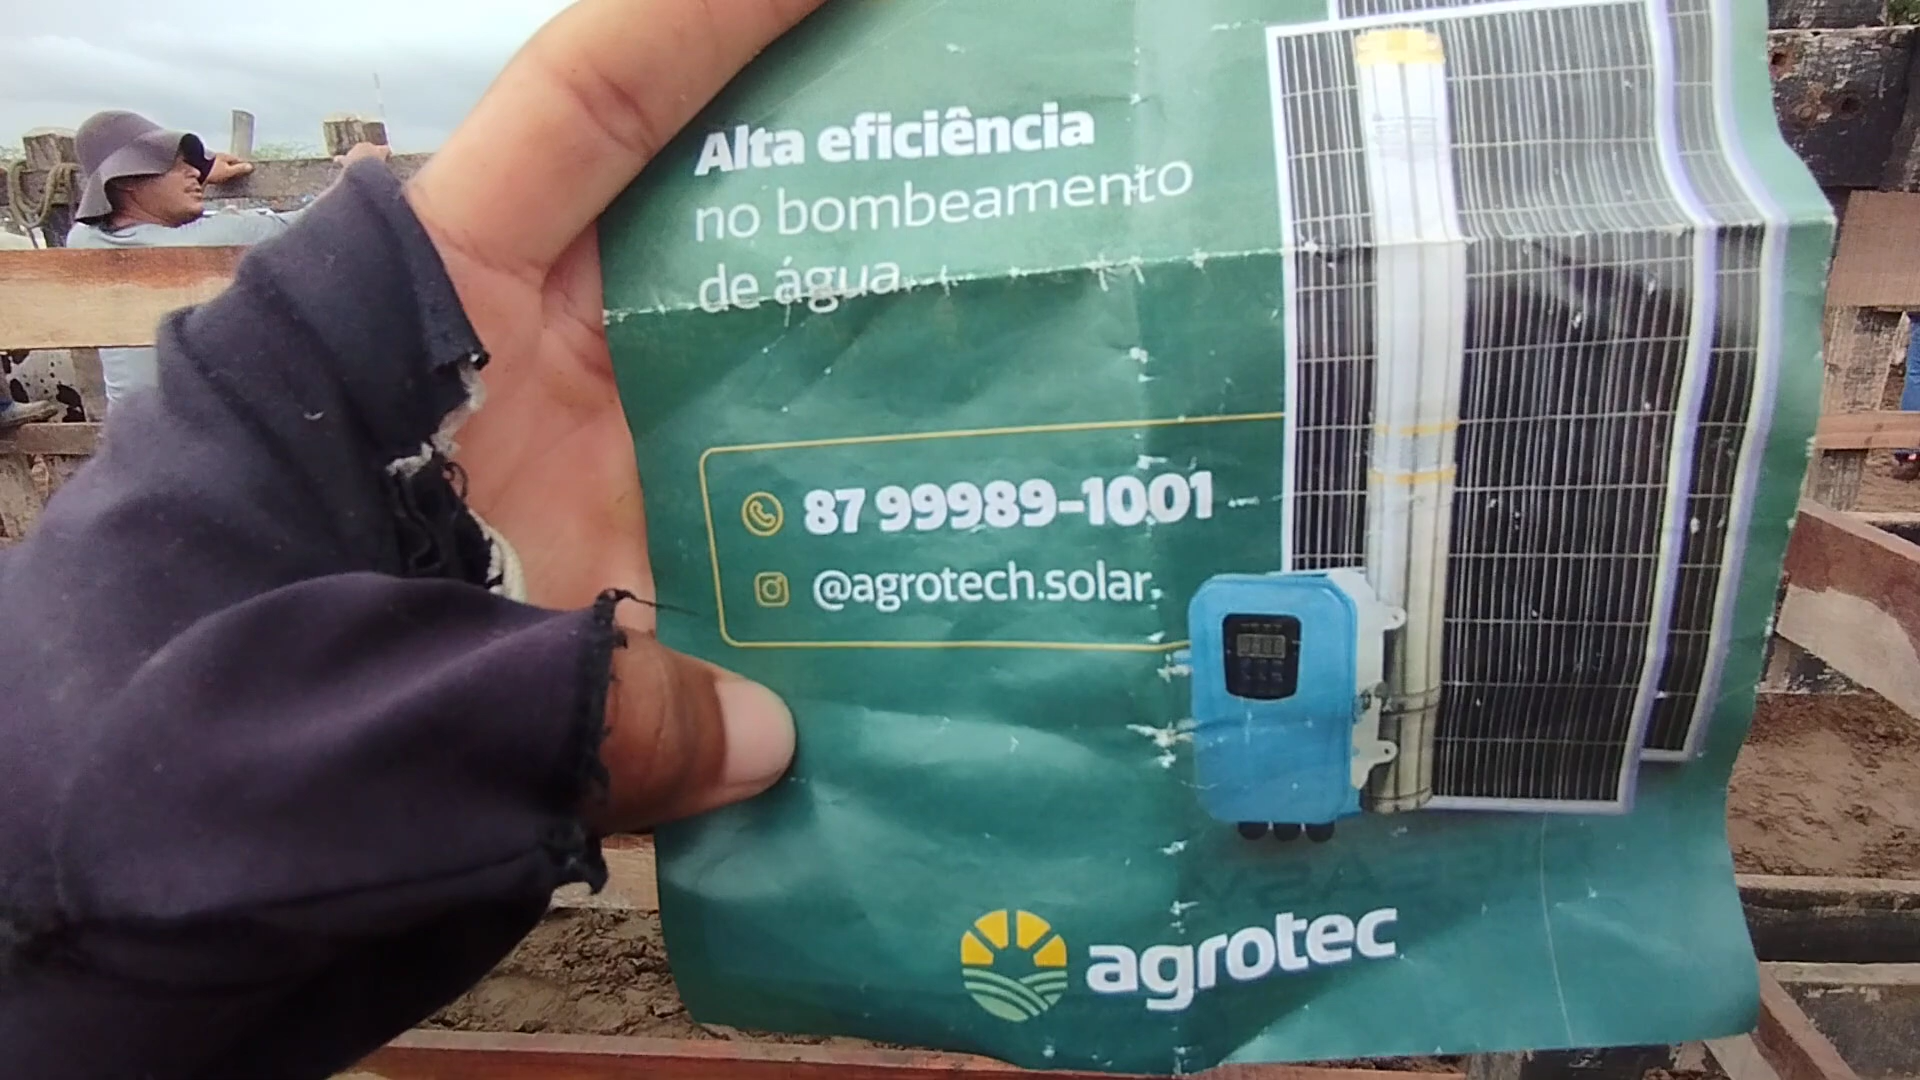 Alta eficiência
no bombeamento
de água
87 99989-1001
@agrotech.solar
agrotec